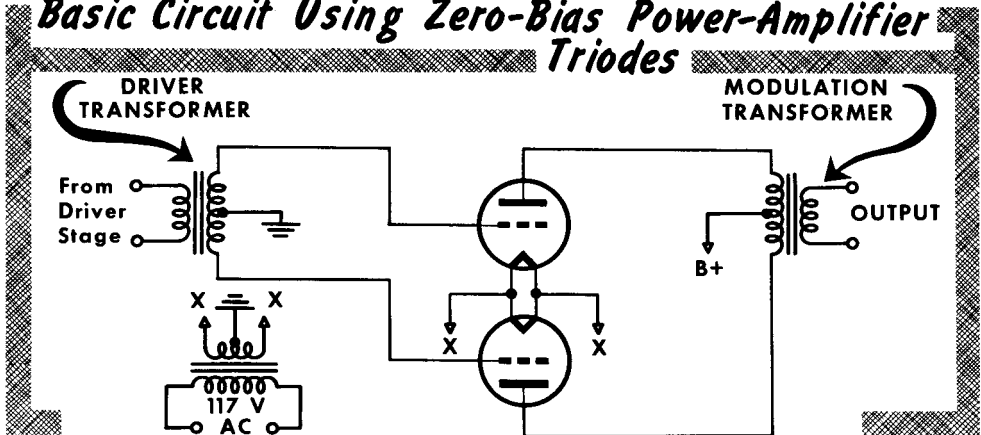 Basic Circuit Using Zero-Bias Power-Amplifier
Triodes
DRIVER
TRANSFORMER
MODULATION
TRANSFORMER
From
Driver
Stage
OUTPUT
B+
X X
X X
117 V
AC